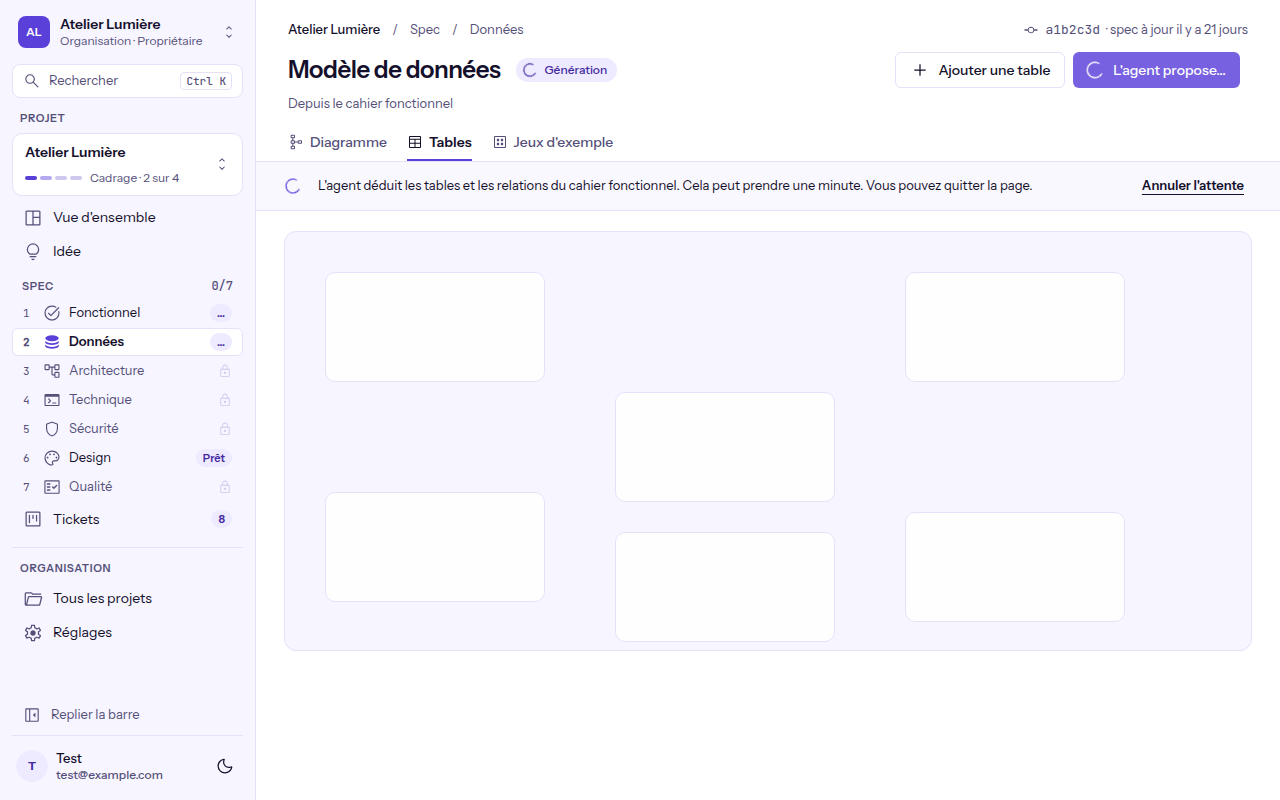 AL
Atelier Lumière
Organisation · Propriétaire
Rechercher
Ctrl K
PROJET
Atelier Lumière
Cadrage · 2 sur 4
Vue d'ensemble
Idée
SPEC 0/7
1 Fonctionnel ...
2 Données ...
3 Architecture
4 Technique
5 Sécurité
6 Design Prêt
7 Qualité
Tickets 8
ORGANISATION
Tous les projets
Réglages
Replier la barre
T
Test
test@example.com
Atelier Lumière / Spec / Données
a1b2c3d · spec à jour il y a 21 jours
Modèle de données
Génération
Ajouter une table
L'agent propose...
Depuis le cahier fonctionnel
Diagramme
Tables
Jeux d'exemple
L'agent déduit les tables et les relations du cahier fonctionnel. Cela peut prendre une minute. Vous pouvez quitter la page.
Annuler l'attente